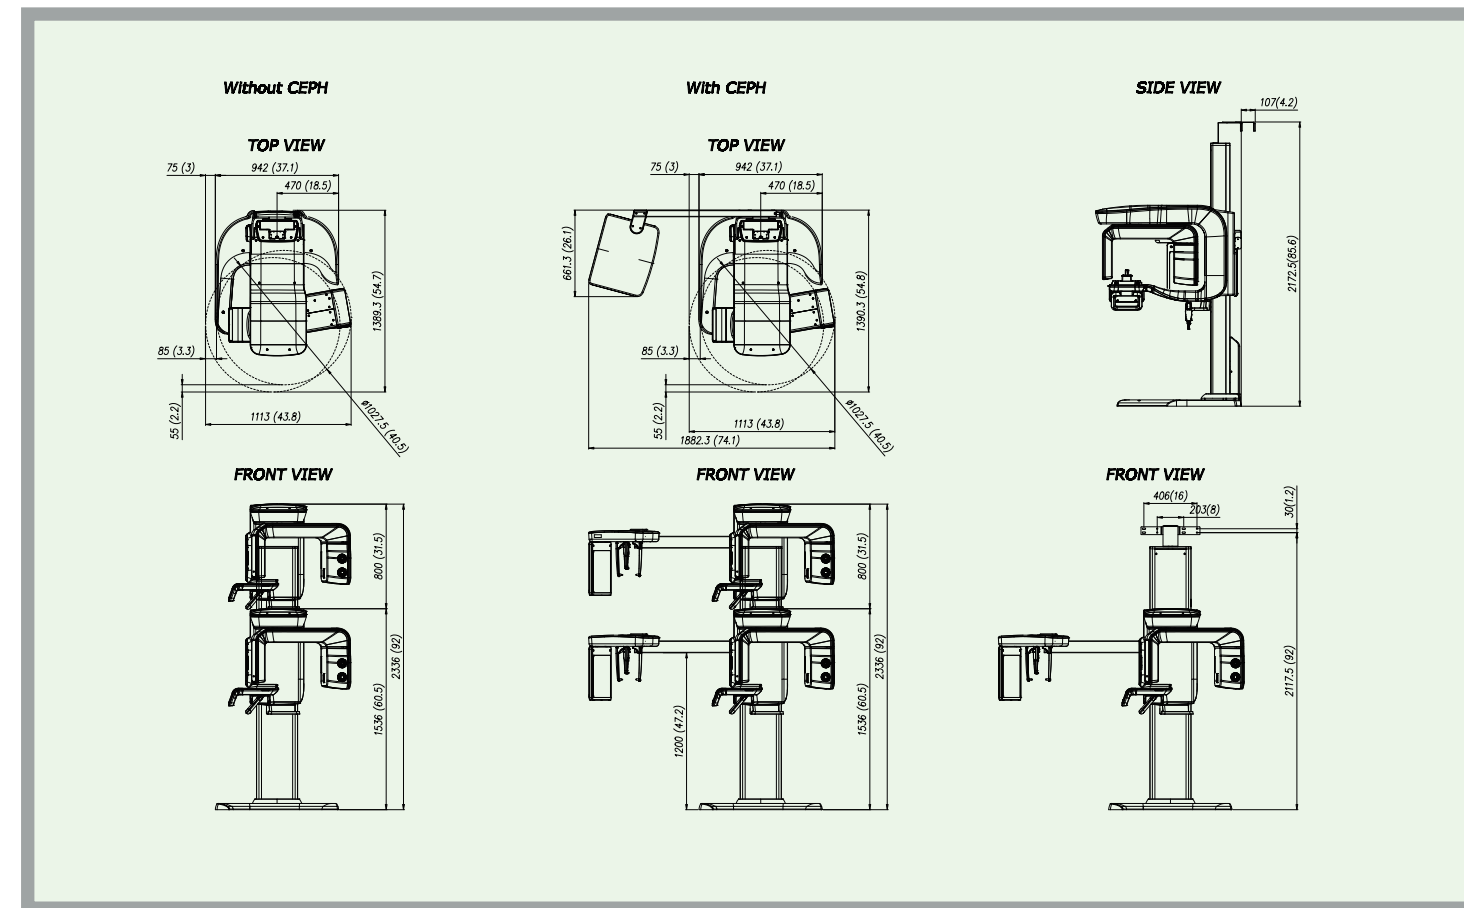 Without CEPH
TOP VIEW
75 (3)
942 (37.1)
470 (18.5)
1389.3 (54.7)
85 (3.3)
55 (2.2)
1113 (43.8)
ø1027.5 (40.5)
FRONT VIEW
800 (31.5)
1536 (60.5)
2336 (92)
With CEPH
TOP VIEW
75 (3)
942 (37.1)
470 (18.5)
661.3 (26.1)
1390.3 (54.8)
85 (3.3)
55 (2.2)
1113 (43.8)
1882.3 (74.1)
ø1027.5 (40.5)
FRONT VIEW
800 (31.5)
1536 (60.5)
2336 (92)
1200 (47.2)
SIDE VIEW
107(4.2)
2172.5(85.6)
FRONT VIEW
406(16)
203(8)
30(1.2)
2117.5 (92)